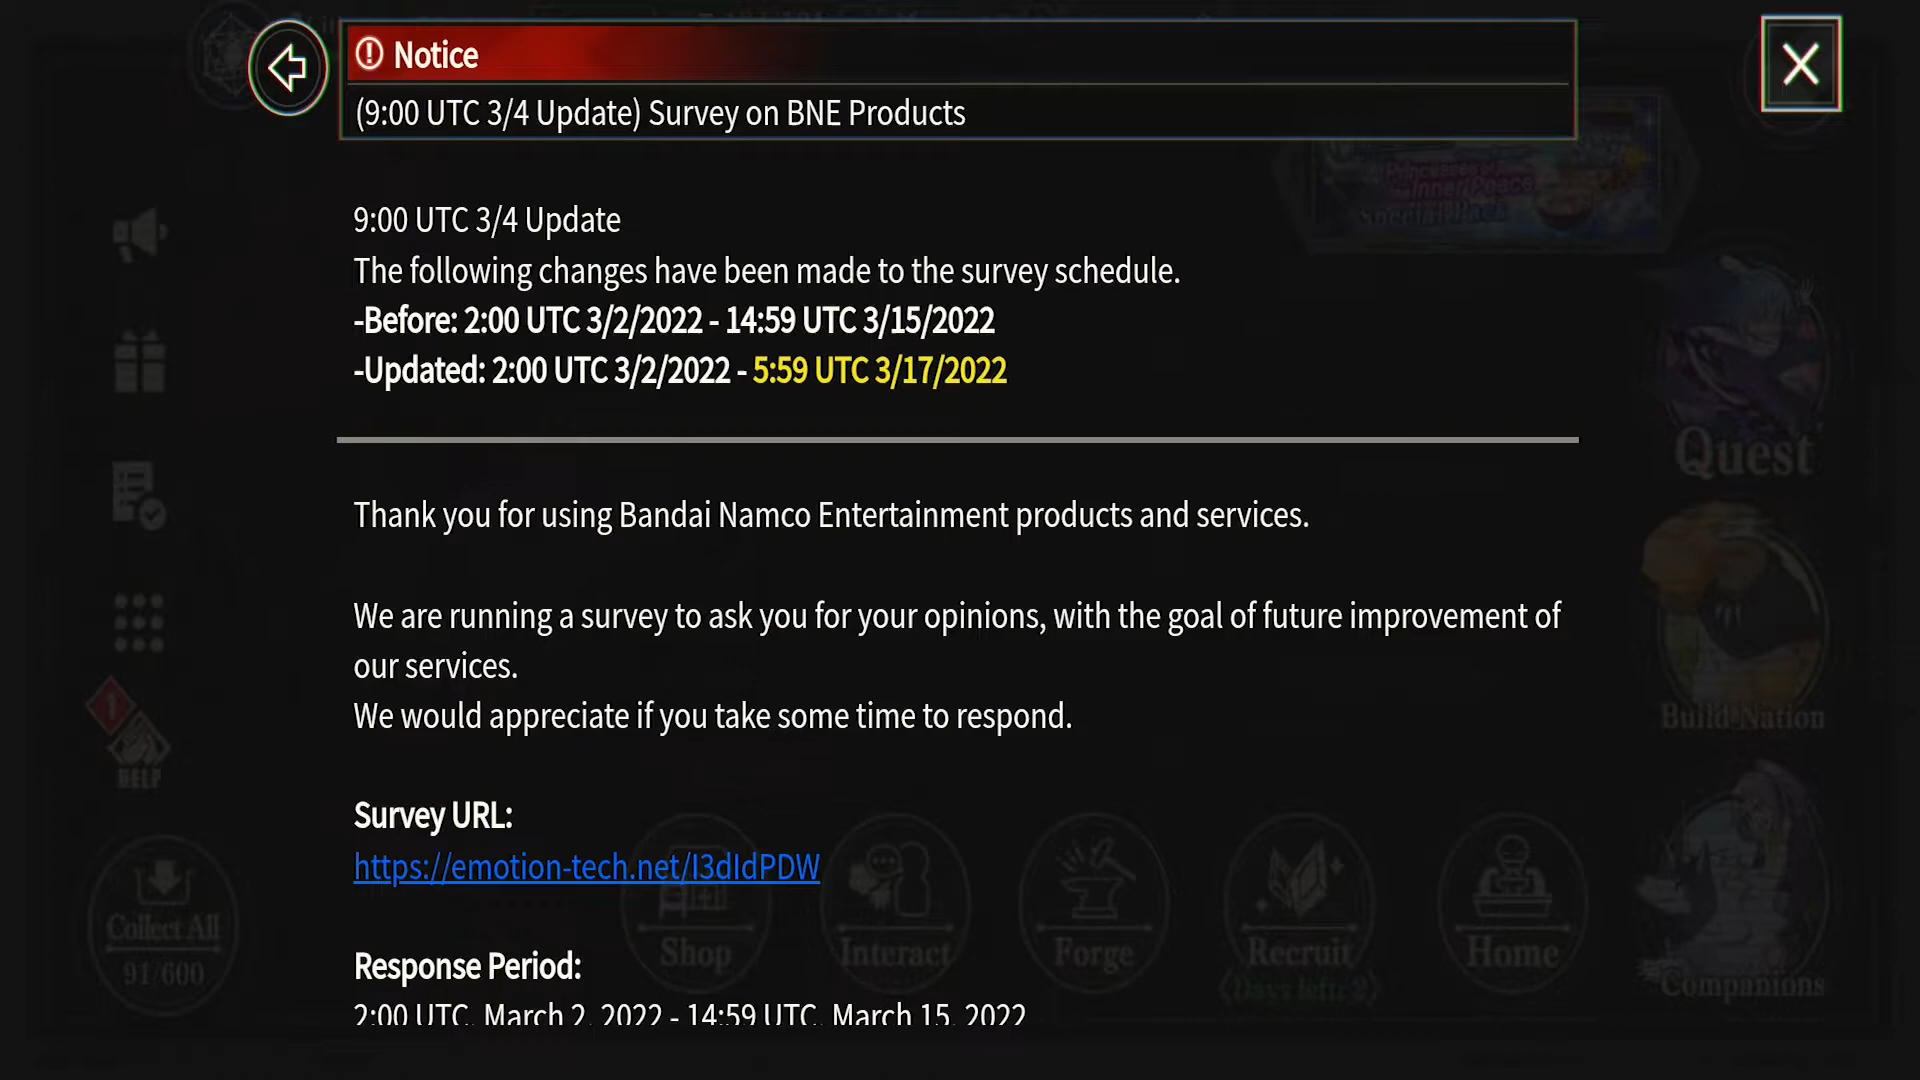 Notice
(9:00 UTC 3/4 Update) Survey on BNE Products
9:00 UTC 3/4 Update
The following changes have been made to the survey schedule.
-Before: 2:00 UTC 3/2/2022 - 14:59 UTC 3/15/2022
-Updated: 2:00 UTC 3/2/2022 - 5:59 UTC 3/17/2022
Inner Peace
Special Pack
Quest
Thank you for using Bandai Namco Entertainment products and services.
We are running a survey to ask you for your opinions, with the goal of future improvement of
our services.
We would appreciate if you take some time to respond.
Build Nation
1
HELP
Survey URL:
https://emotion-tech.net/I3dIdPDW
Collect All
91/600
Shop
Interact
Forge
Recruit
Home
Companions
Response Period:
2:00 UTC, March 2, 2022 - 14:59 UTC, March 15, 2022